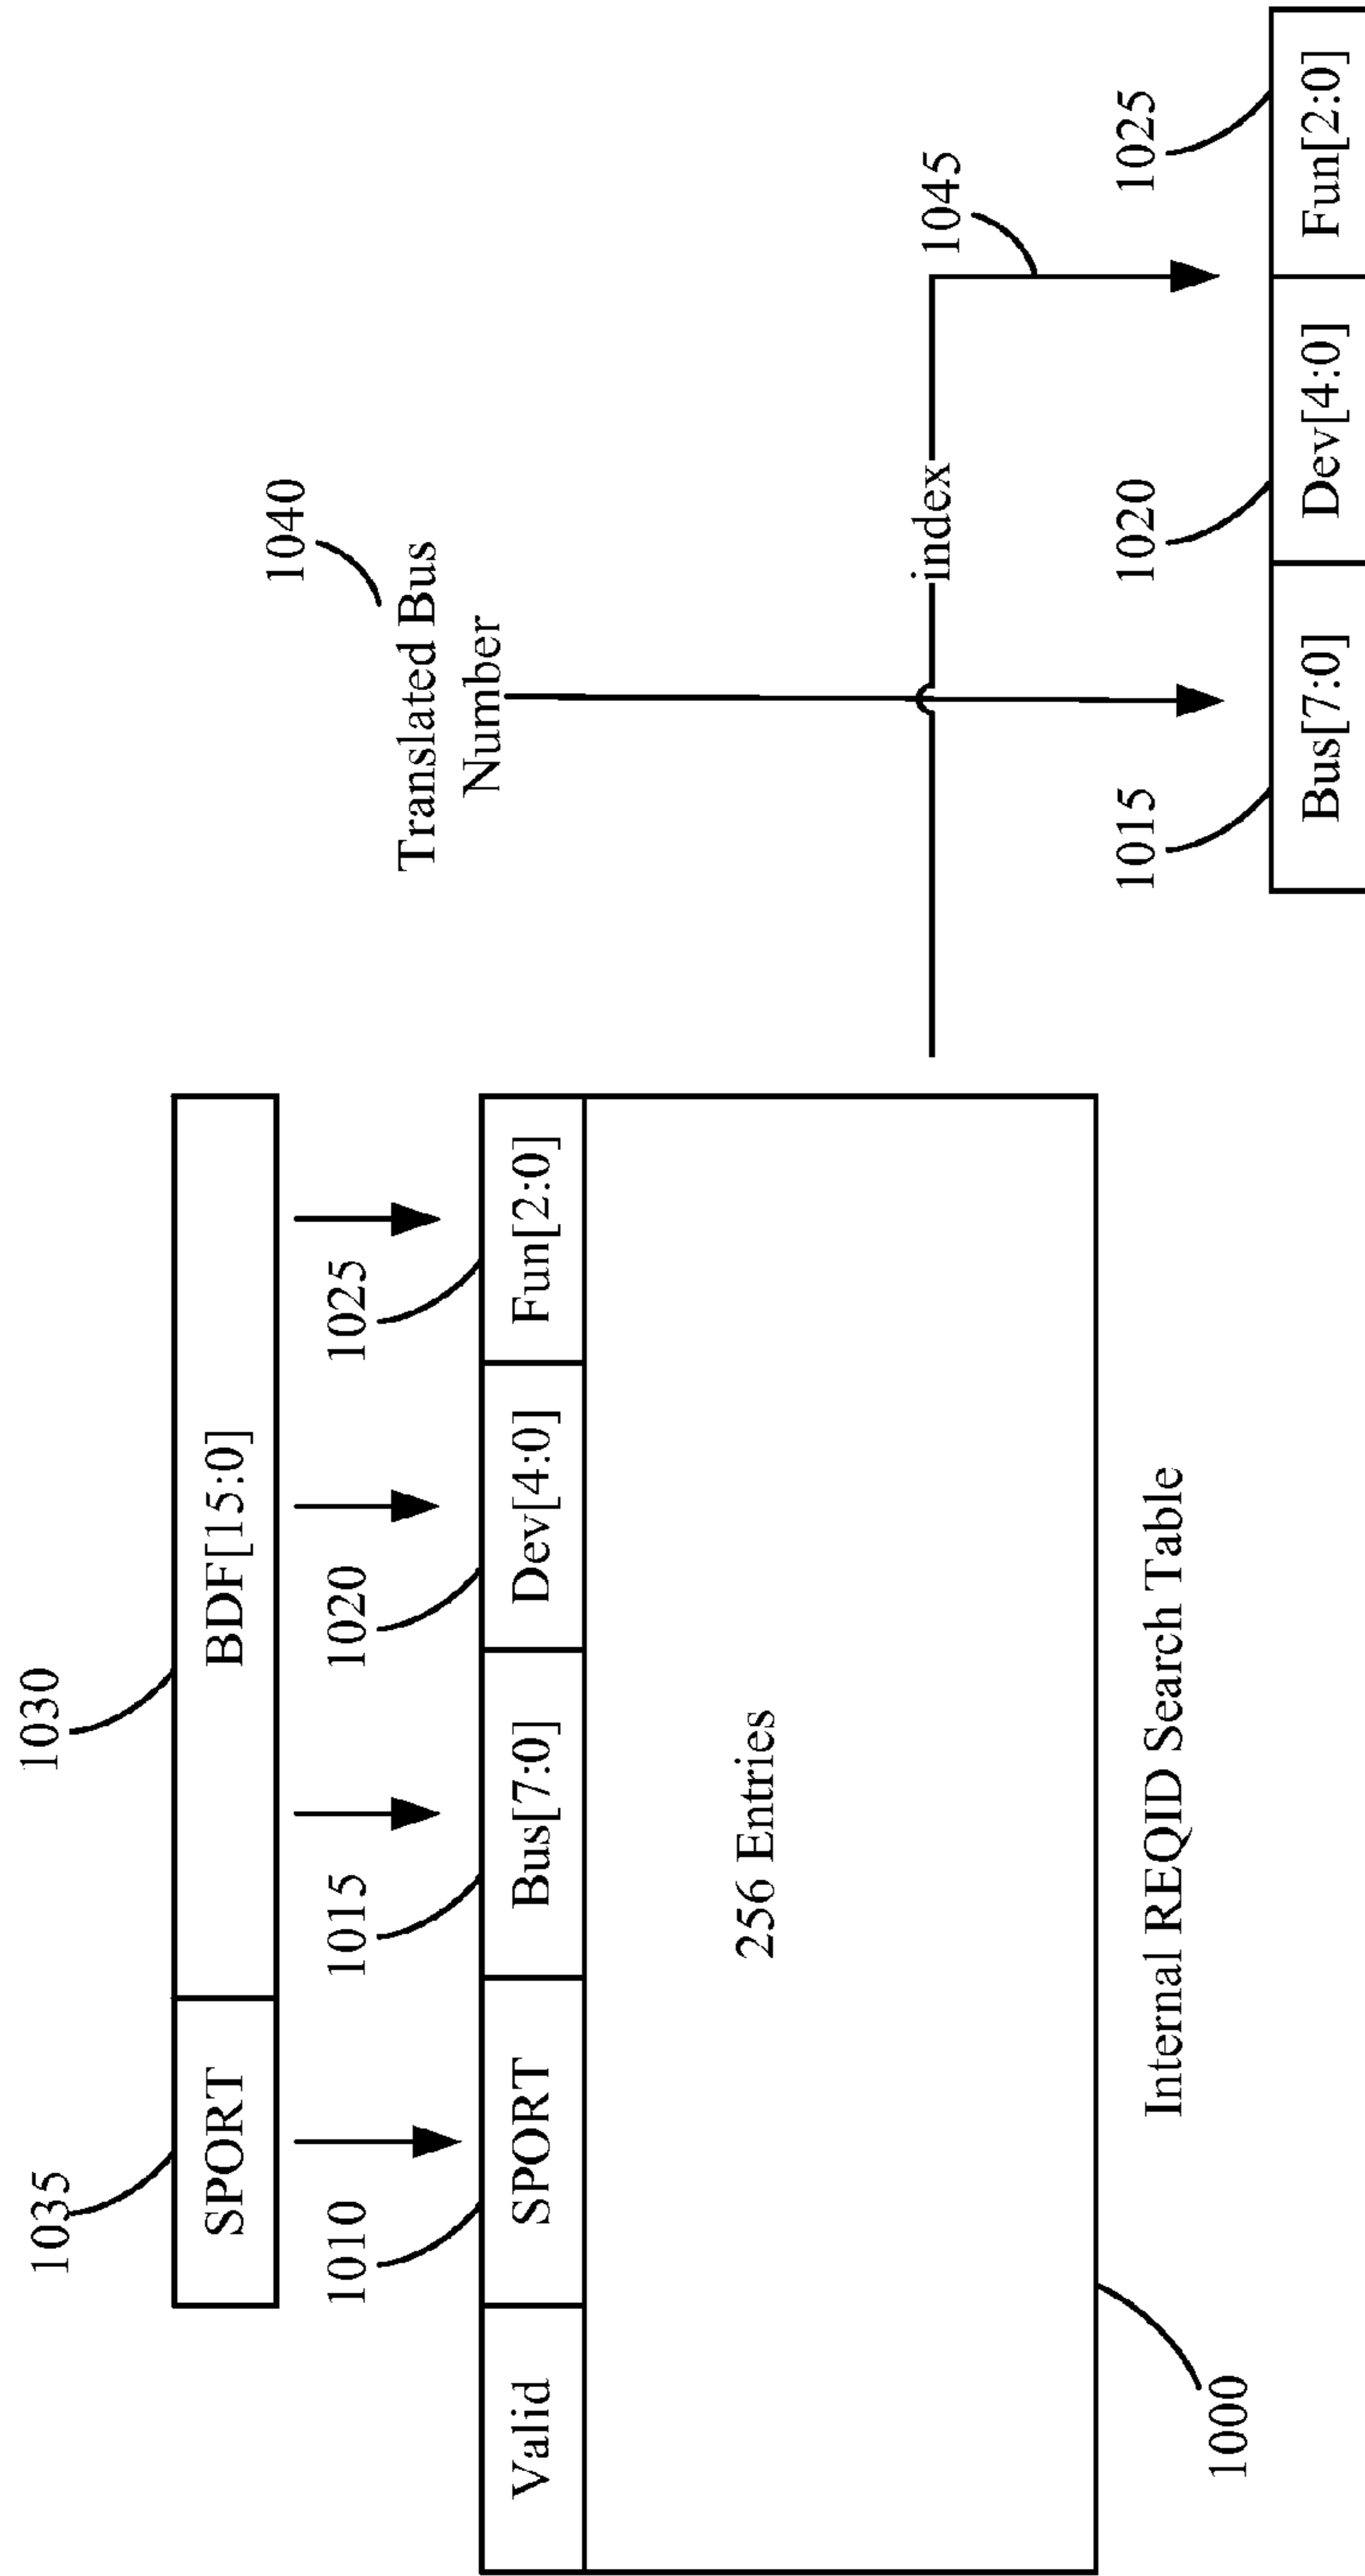 1035
1030
SPORT
BDF[15:0]
1010
1015
1020
1025
Valid
SPORT
Bus[7:0]
Dev[4:0]
Fun[2:0]
256 Entries
1000
Internal REQID Search Table
1040
Translated Bus
Number
index
1045
1015
1020
1025
Bus[7:0]
Dev[4:0]
Fun[2:0]